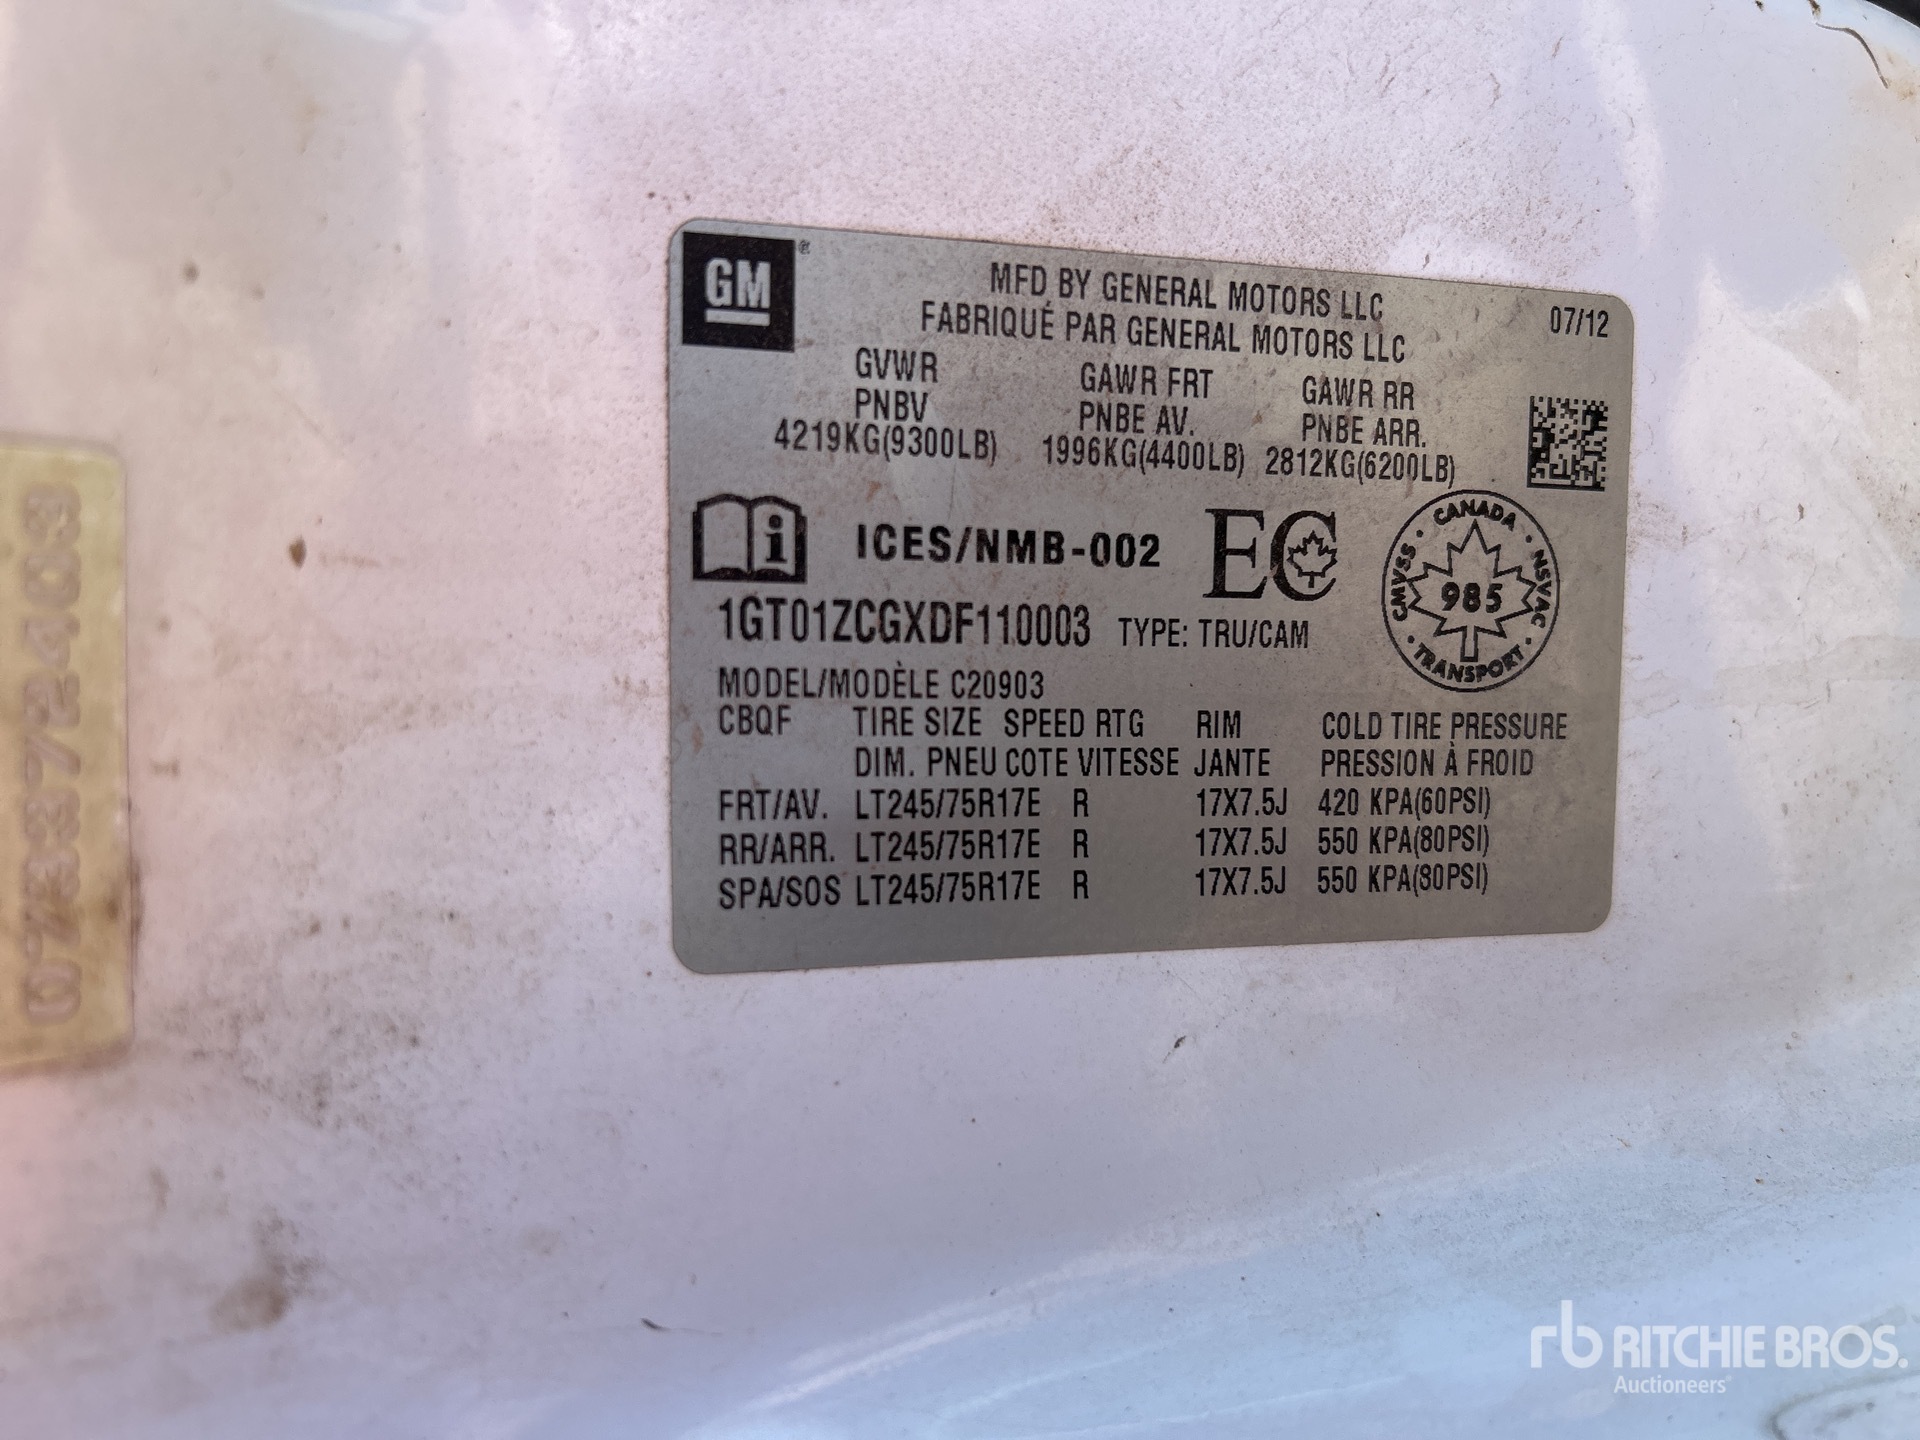 GM®
MFD BY GENERAL MOTORS LLC
07/12
FABRIQUÉ PAR GENERAL MOTORS LLC
GVWR GAWR FRT GAWR RR
PNBV PNBE AV. PNBE ARR.
4219KG(9300LB) 1996KG(4400LB) 2812KG(6200LB)
i ICES/NMB-002 EC
CANADA · NSVAC · TRANSPORT · CMVSS ·
985
1GT01ZCGXDF110003 TYPE: TRU/CAM
MODEL/MODÈLE C20903
CBQF TIRE SIZE SPEED RTG RIM COLD TIRE PRESSURE
DIM. PNEU COTE VITESSE JANTE PRESSION À FROID
FRT/AV. LT245/75R17E R 17X7.5J 420 KPA(60PSI)
RR/ARR. LT245/75R17E R 17X7.5J 550 KPA(80PSI)
SPA/SOS LT245/75R17E R 17X7.5J 550 KPA(80PSI)
rb RITCHIE BROS.
Auctioneers